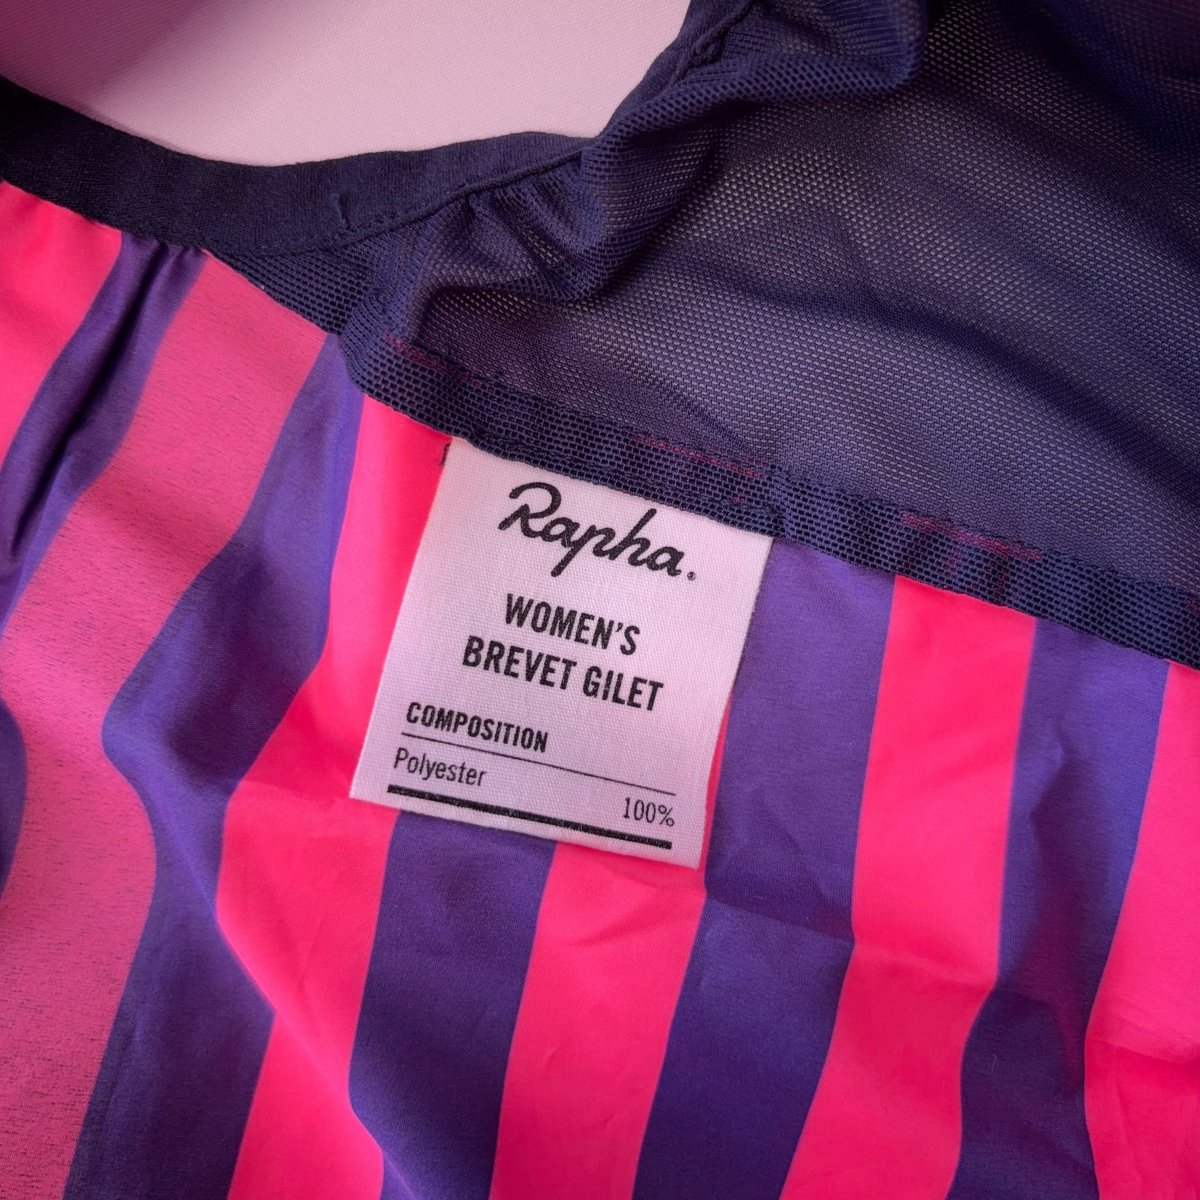 Rapha.
WOMEN'S
BREVET GILET
COMPOSITION
Polyester
100%